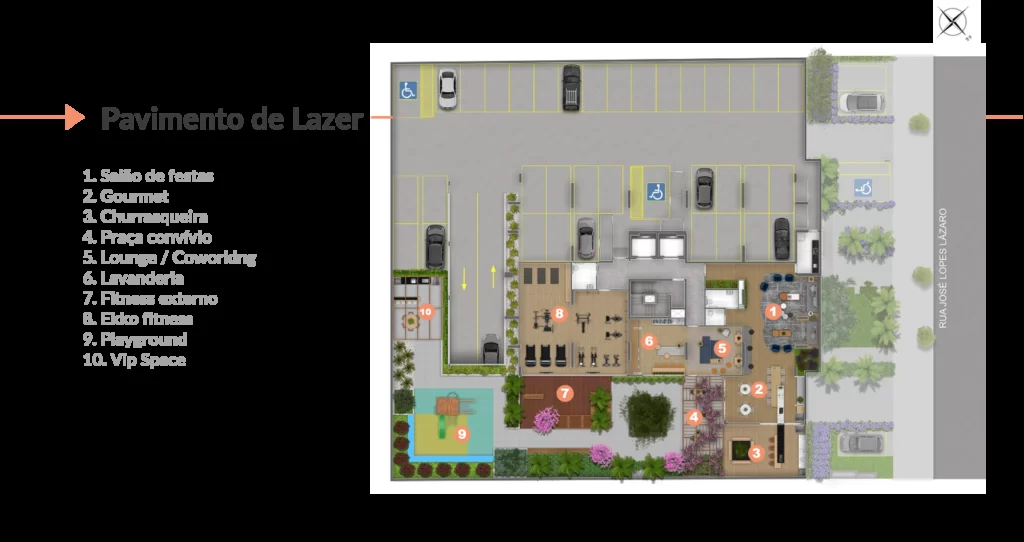 Pavimento de Lazer
1. Salão de festas
2. Gourmet
3. Churrasqueira
4. Praça convívio
5. Lounge / Coworking
6. Lavanderia
7. Fitness externo
8. Ekko fitness
9. Playground
10. Vip Space
RUA JOSÉ LOPES LÁZARO
10
8
1
6
5
7
2
4
9
3